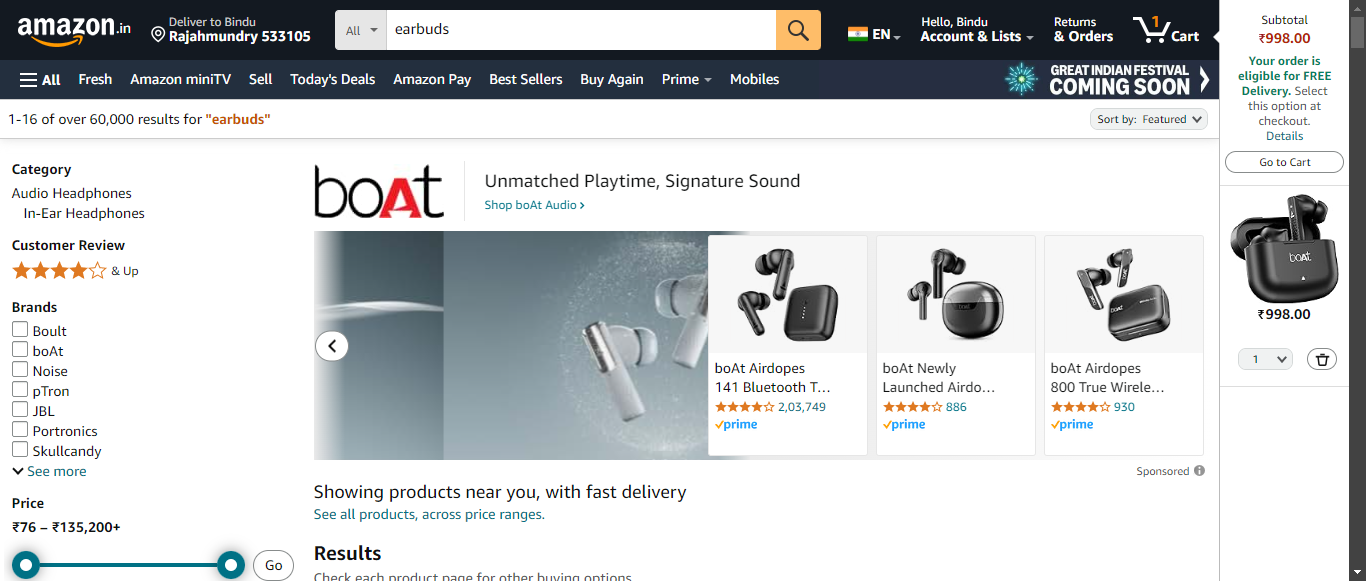 amazon.in
Deliver to Bindu
Rajahmundry 533105
All
earbuds
EN
Hello, Bindu
Account & Lists
Returns
& Orders
1
Cart
All
Fresh
Amazon miniTV
Sell
Today's Deals
Amazon Pay
Best Sellers
Buy Again
Prime
Mobiles
GREAT INDIAN FESTIVAL
COMING SOON
1-16 of over 60,000 results for "earbuds"
Sort by: Featured
Category
Audio Headphones
In-Ear Headphones
Customer Review
& Up
Brands
Boult
boAt
Noise
pTron
JBL
Portronics
Skullcandy
See more
Price
₹76 – ₹135,200+
Go
boAt
Unmatched Playtime, Signature Sound
Shop boAt Audio ›
boAt Airdopes
141 Bluetooth T...
2,03,749
prime
boAt Newly
Launched Airdo...
886
prime
boAt Airdopes
800 True Wirele...
930
prime
Sponsored
Showing products near you, with fast delivery
See all products, across price ranges.
Results
Check each product page for other buying options.
Subtotal
₹998.00
Your order is
eligible for FREE
Delivery. Select
this option at
checkout.
Details
Go to Cart
boAt
₹998.00
1